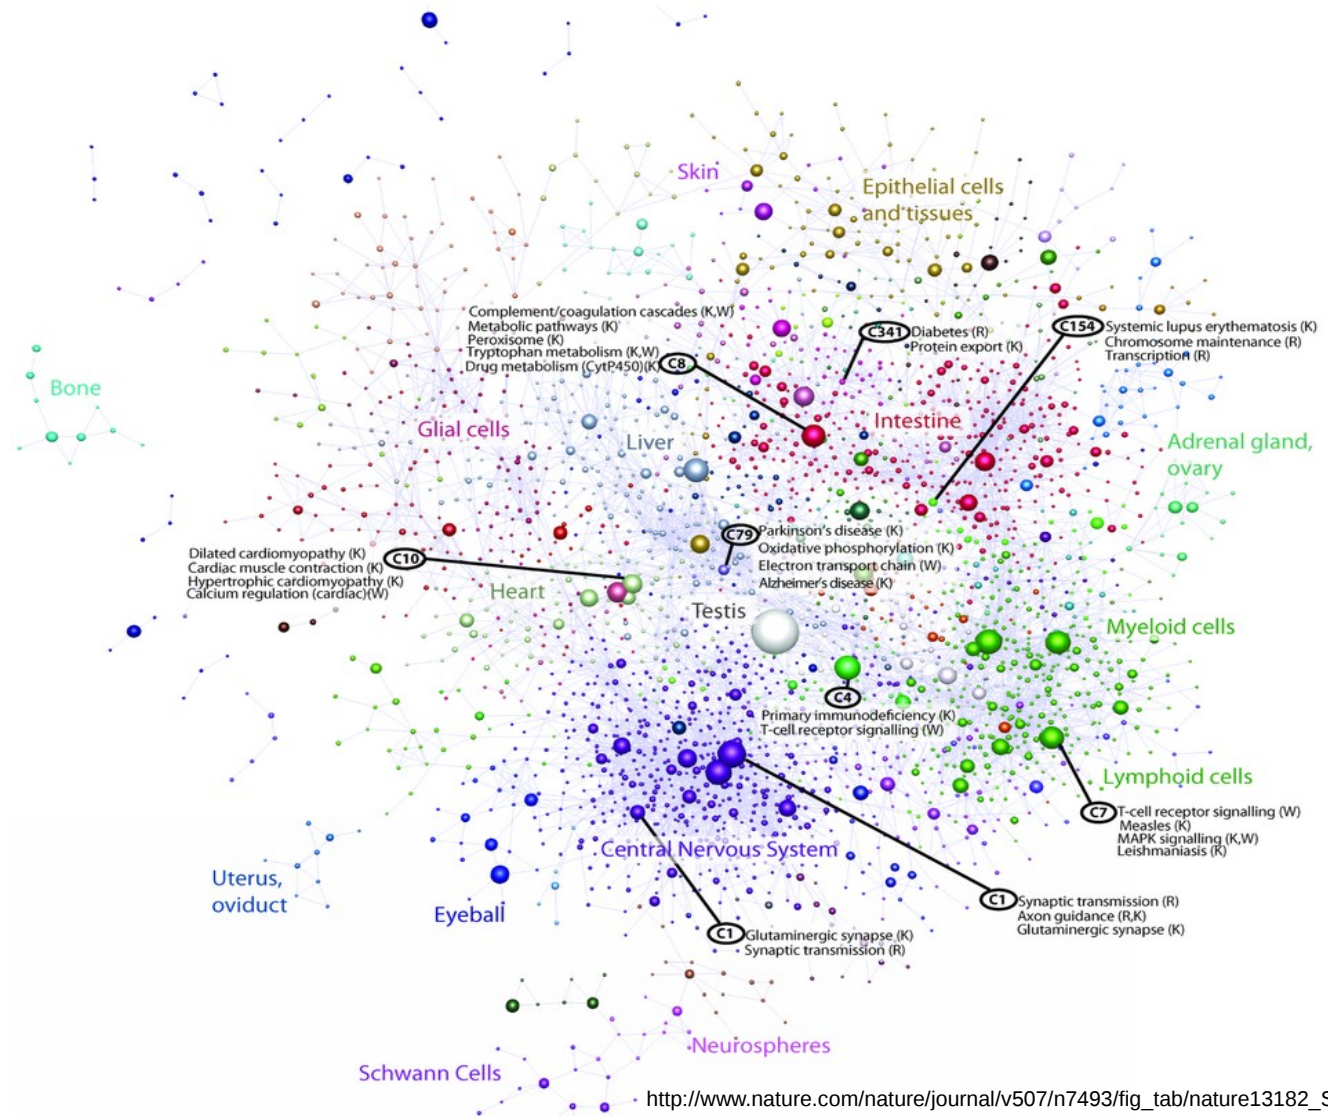 Skin
Epithelial cells
and tissues
Complement/coagulation cascades (K,W)
Metabolic pathways (K)
Peroxisome (K)
Tryptophan metabolism (K,W)
Drug metabolism (CytP450)(K)
C8
C341
Diabetes (R)
Protein export (K)
C154
Systemic lupus erythematosis (K)
Chromosome maintenance (R)
Transcription (R)
Bone
Glial cells
Liver
Intestine
Adrenal gland,
ovary
C79
Parkinson's disease (K)
Oxidative phosphorylation (K)
Electron transport chain (W)
Alzheimer's disease (K)
Dilated cardiomyopathy (K)
Cardiac muscle contraction (K)
Hypertrophic cardiomyopathy (K)
Calcium regulation (cardiac)(W)
C10
Heart
Testis
Myeloid cells
C4
Primary immunodeficiency (K)
T-cell receptor signalling (W)
Lymphoid cells
C7
T-cell receptor signalling (W)
Measles (K)
MAPK signalling (K,W)
Leishmaniasis (K)
Central Nervous System
Uterus,
oviduct
Eyeball
C1
Synaptic transmission (R)
Axon guidance (R,K)
Glutaminergic synapse (K)
C1
Glutaminergic synapse (K)
Synaptic transmission (R)
Neurospheres
Schwann Cells
http://www.nature.com/nature/journal/v507/n7493/fig_tab/nature13182_S